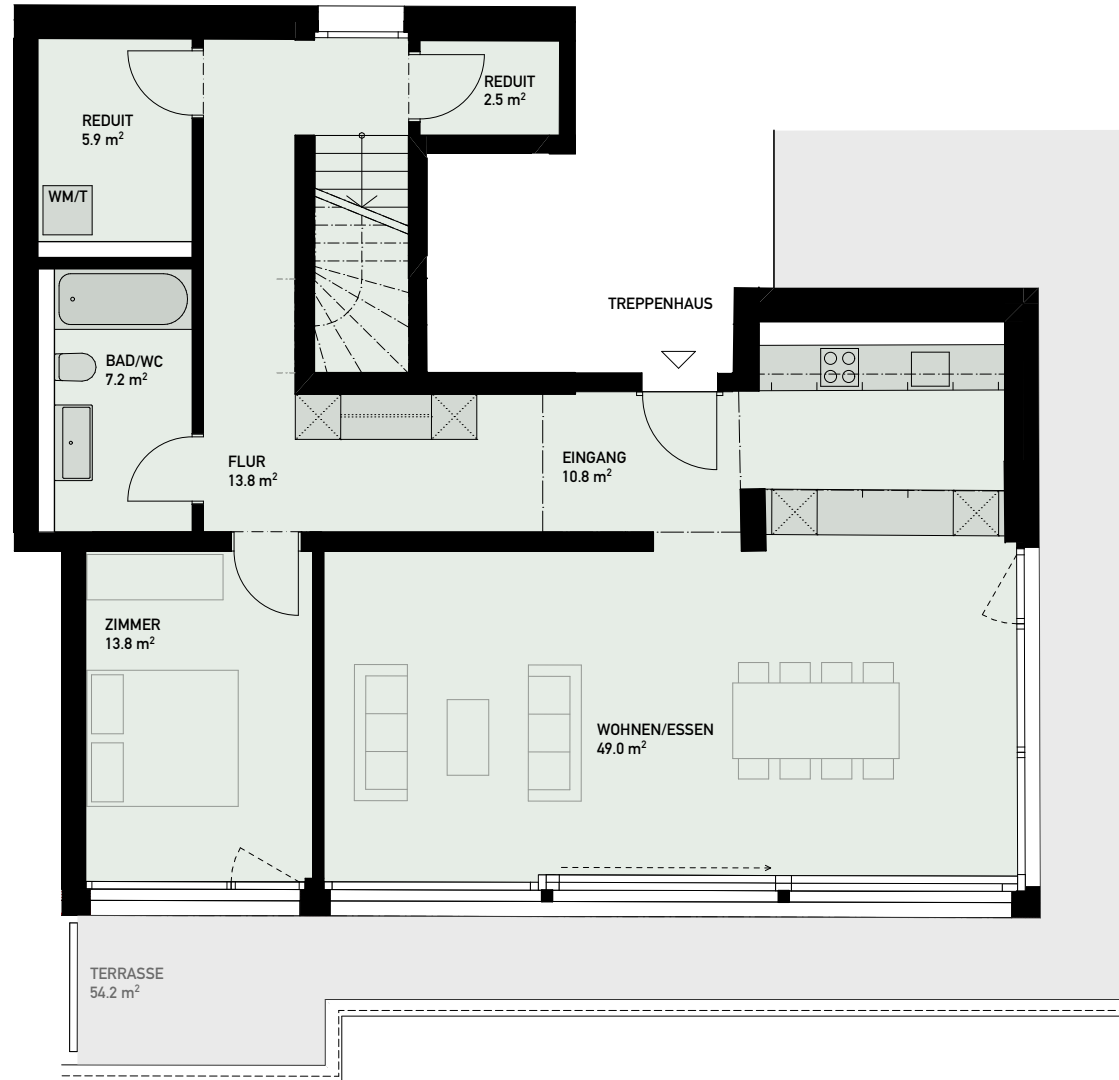 REDUIT
2.5 m²
REDUIT
5.9 m²
WM/T
TREPPENHAUS
BAD/WC
7.2 m²
FLUR
13.8 m²
EINGANG
10.8 m²
ZIMMER
13.8 m²
WOHNEN/ESSEN
49.0 m²
TERRASSE
54.2 m²